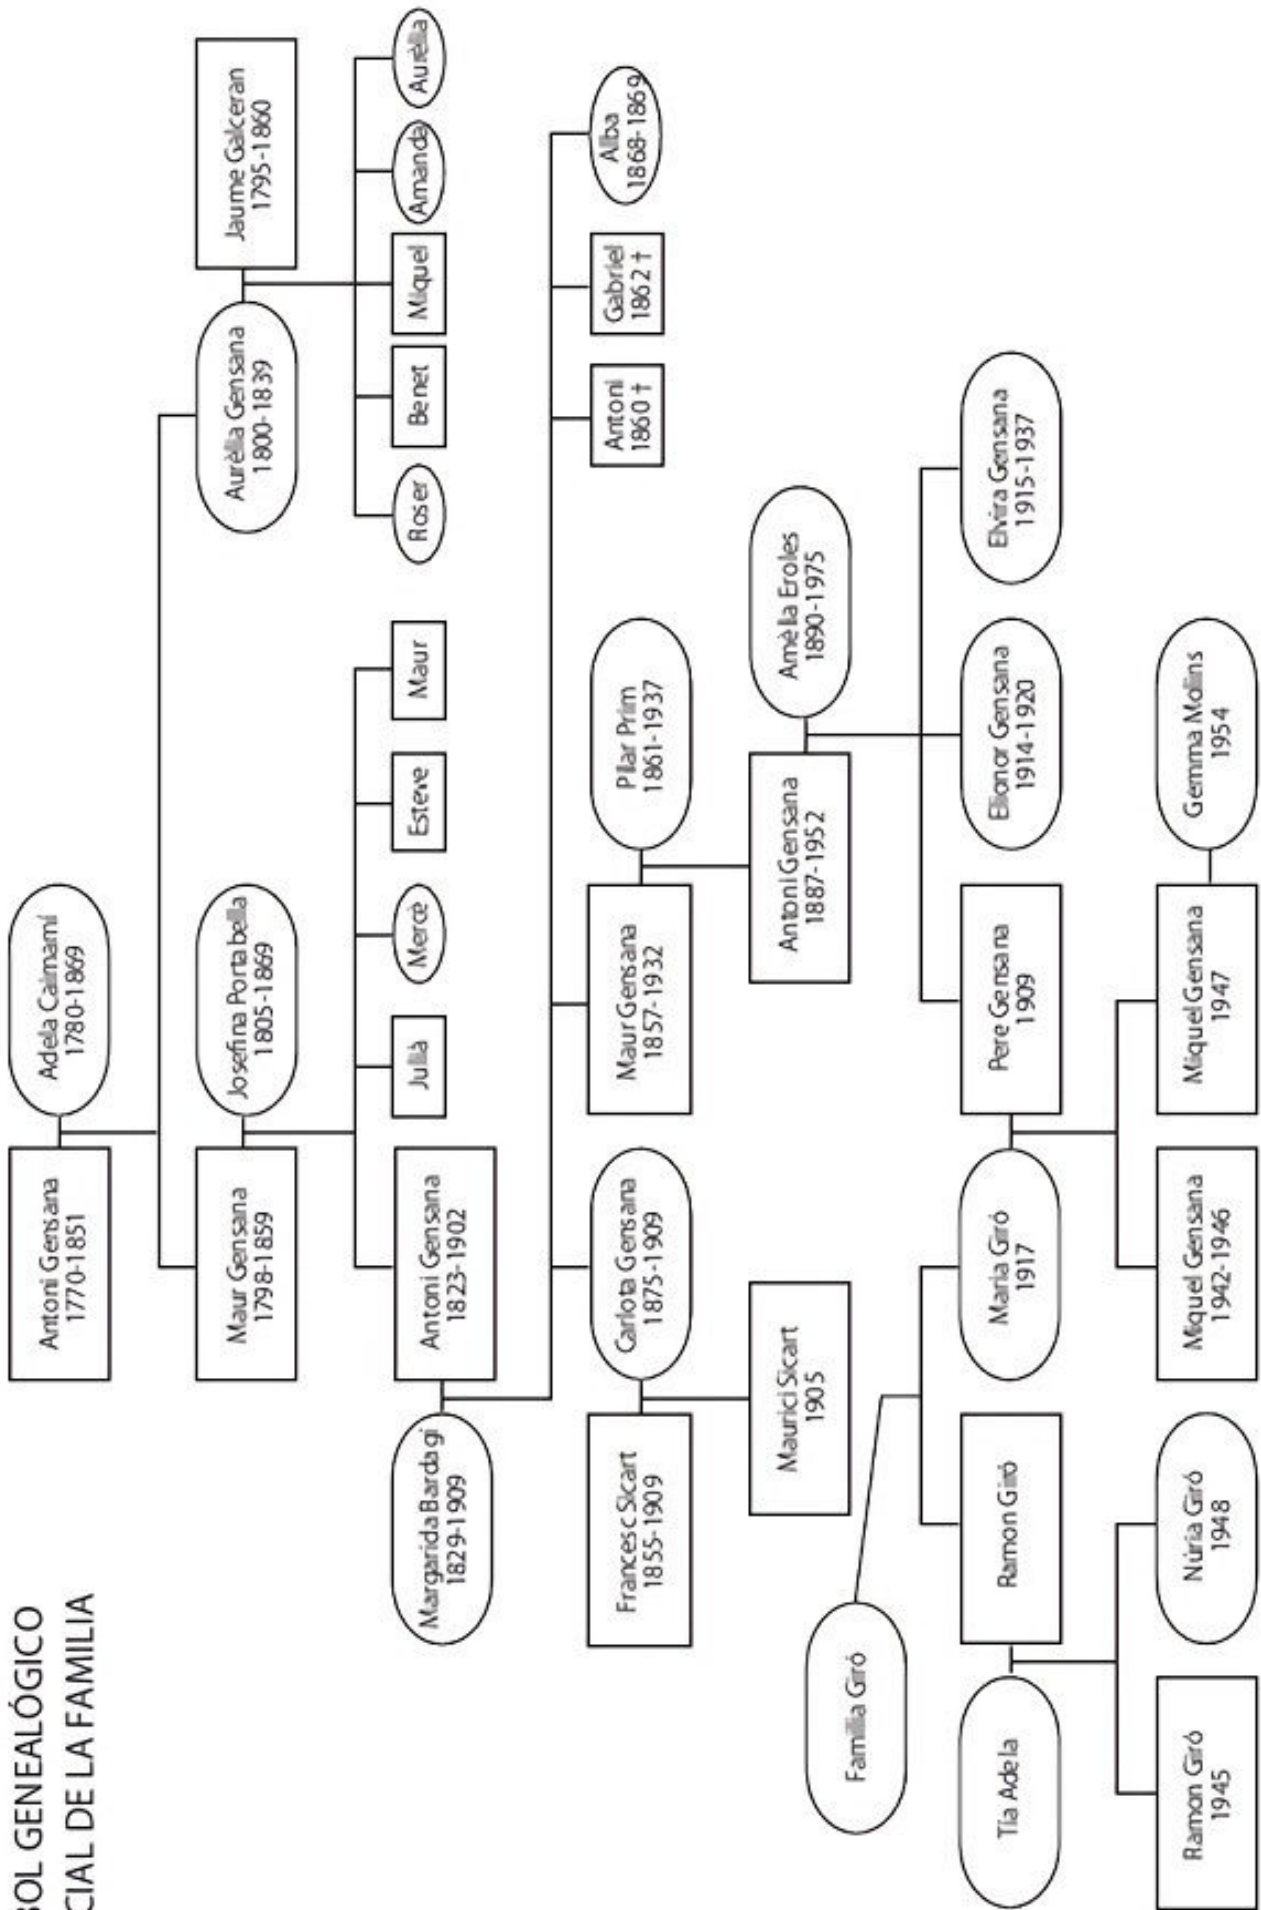 BOL GENEALÓGICO
CIAL DE LA FAMILIA
Antoni Gensana
1770-1851
Adela Caimamí
1780-1869
Maur Gensana
1798-1859
Josefina Portabella
1805-1869
Aurèlia Gensana
1800-1839
Jaume Galceran
1795-1860
Margarida Bardagí
1829-1909
Antoni Gensana
1823-1902
Julià
Mercè
Esteve
Maur
Roser
Benet
Miquel
Amanda
Aurèlia
Francesc Sicart
1855-1909
Carlota Gensana
1875-1909
Maur Gensana
1857-1932
Pilar Prim
1861-1937
Antoni
1860 †
Gabriel
1862 †
Alba
1868-1869
Maurici Sicart
1905
Antoni Gensana
1887-1952
Amèlia Eroles
1890-1975
Família Giró
Tía Adela
Ramon Giró
Maria Giró
1917
Pere Gensana
1909
Elionor Gensana
1914-1920
Elvira Gensana
1915-1937
Ramon Giró
1945
Núria Giró
1948
Miquel Gensana
1942-1946
Miquel Gensana
1947
Gemma Molins
1954